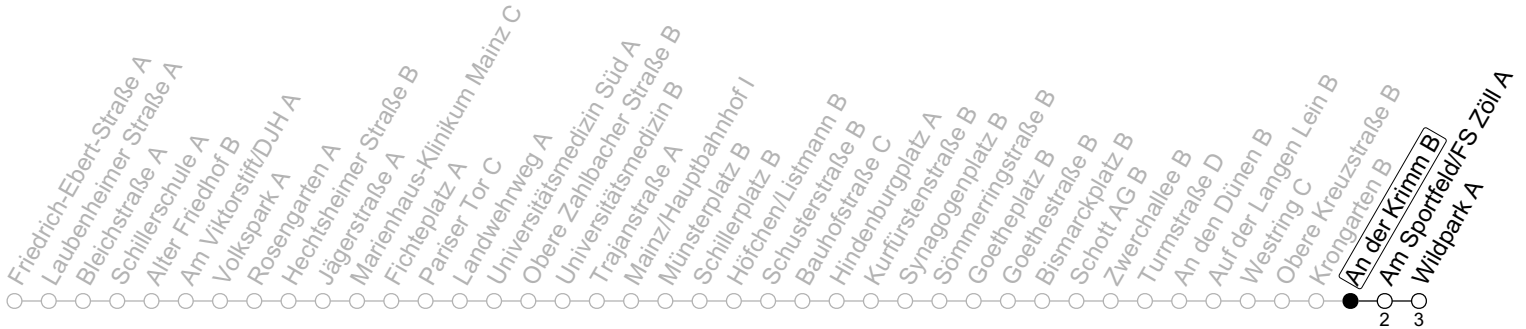 Friedrich-Ebert-Straße A
Laubenheimer Straße A
Bleichstraße A
Schillerschule A
Alter Friedhof B
Am Viktorstift/DJH A
Volkspark A
Rosengarten A
Hechtsheimer Straße B
Jägerstraße A
Marienhaus-Klinikum Mainz C
Fichteplatz A
Pariser Tor C
Landwehrweg A
Universitätsmedizin Süd A
Obere Zahlbacher Straße B
Universitätsmedizin B
Trajanstraße A
Mainz/Hauptbahnhof I
Münsterplatz B
Schillerplatz B
Höfchen/Listmann B
Schusterstraße B
Bauhofstraße C
Hindenburgplatz A
Kurfürstenstraße B
Synagogenplatz B
Sömmerringstraße B
Goetheplatz B
Goethestraße B
Bismarckplatz B
Schott AG B
Zwerchallee B
Turmstraße D
An den Dünen B
Auf der Langen Lein B
Westring C
Obere Kreuzstraße B
Krongarten B
An der Krimm B
Am Sportfeld/FS Zöll A
Wildpark A
2 3